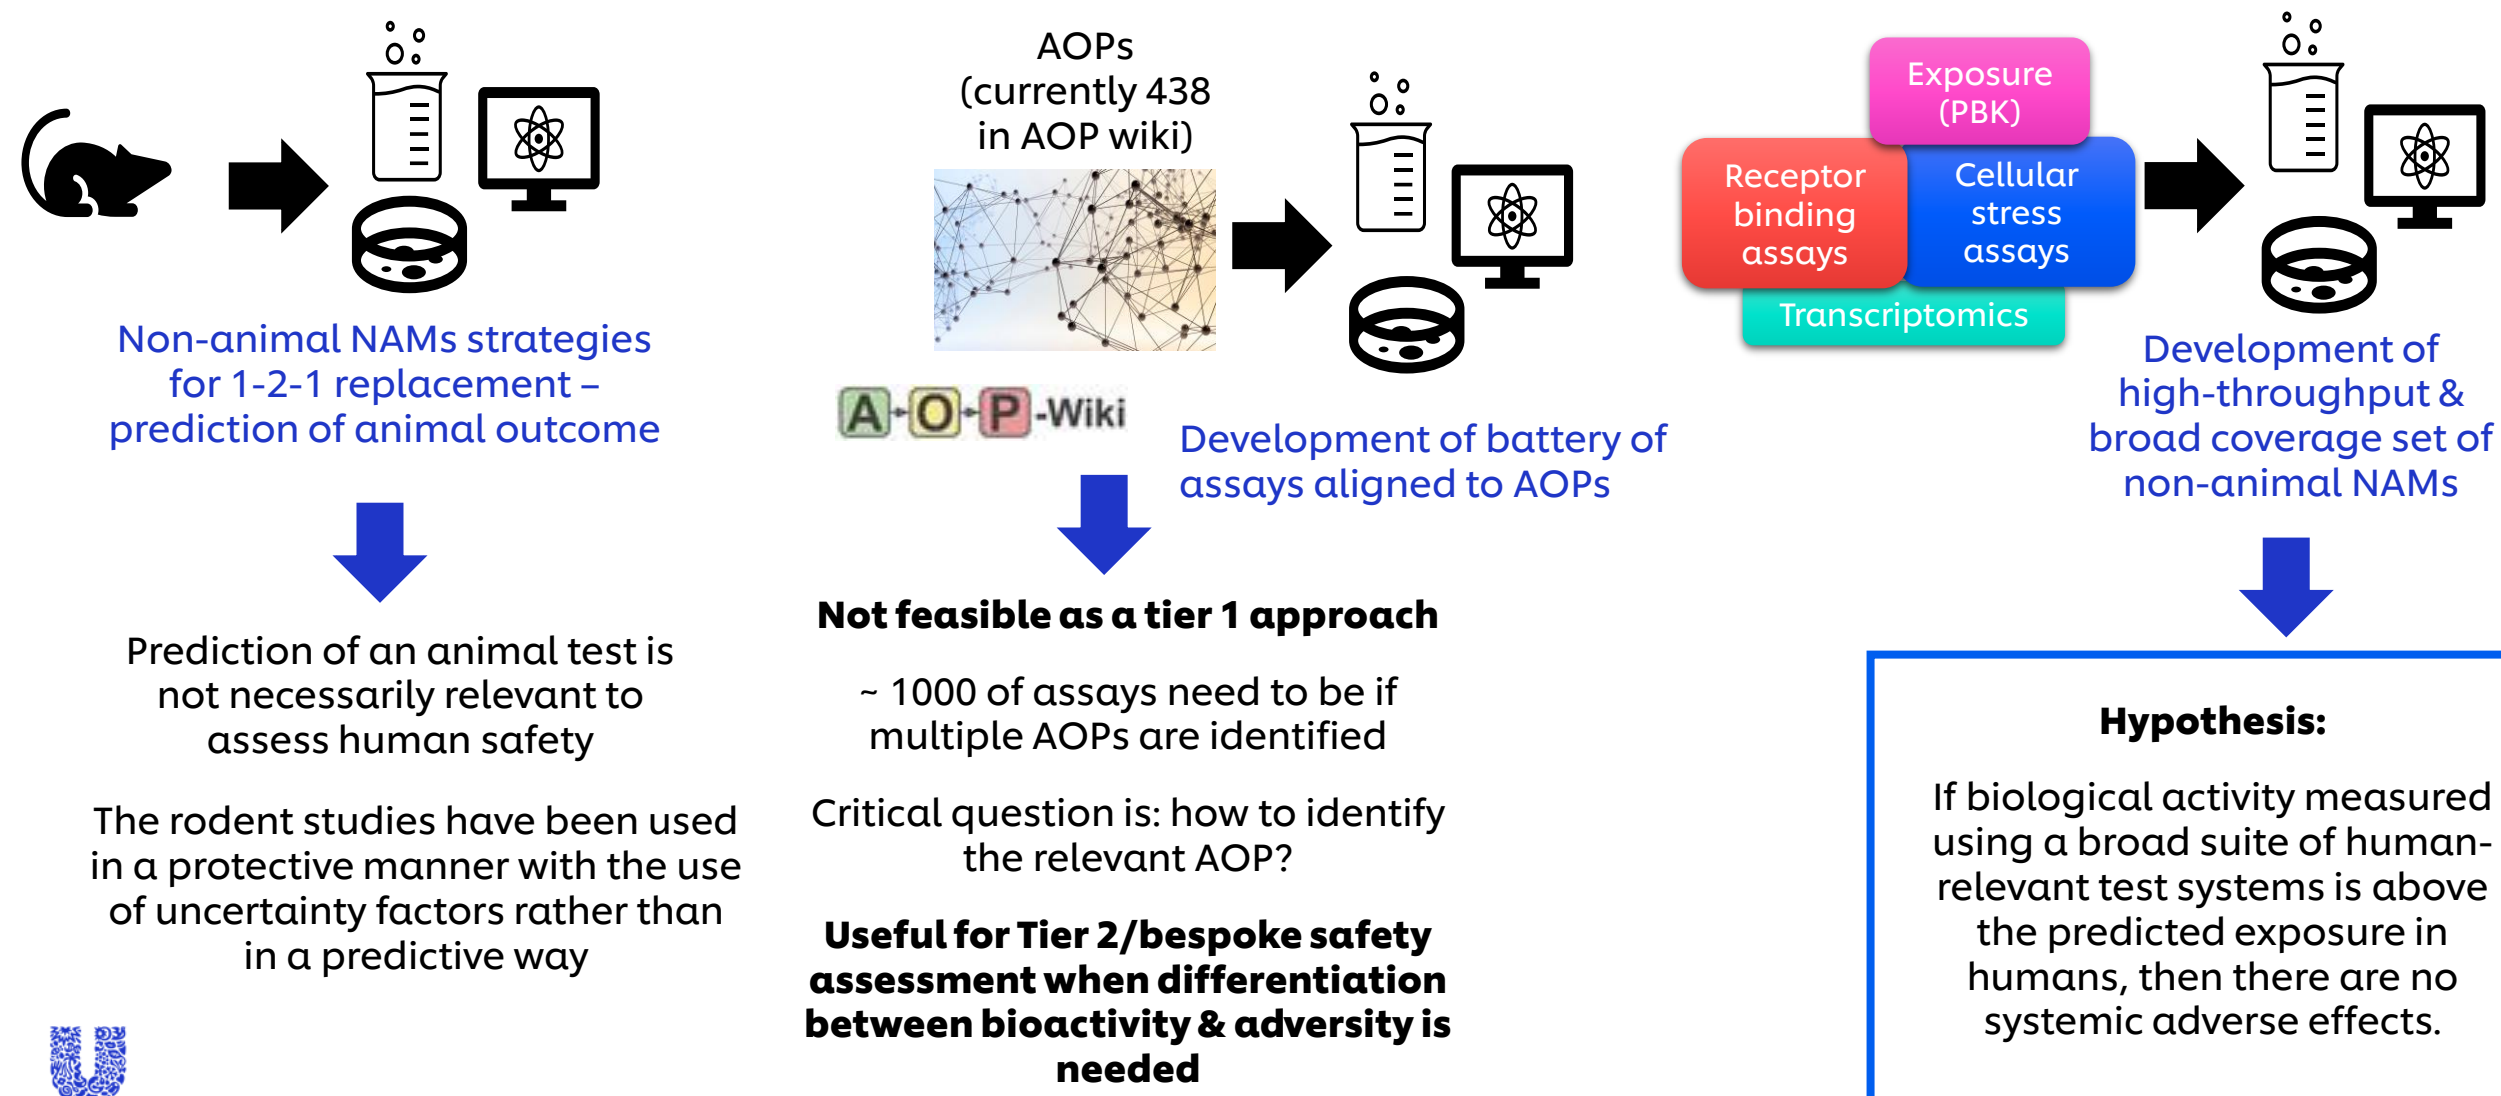 Non-animal NAMs strategies
for 1-2-1 replacement –
prediction of animal outcome
Prediction of an animal test is
not necessarily relevant to
assess human safety
The rodent studies have been used
in a protective manner with the use
of uncertainty factors rather than
in a predictive way
AOPs
(currently 438
in AOP wiki)
A-O-P-Wiki
Development of battery of
assays aligned to AOPs
Not feasible as a tier 1 approach
~ 1000 of assays need to be if
multiple AOPs are identified
Critical question is: how to identify
the relevant AOP?
Useful for Tier 2/bespoke safety
assessment when differentiation
between bioactivity & adversity is
needed
Exposure
(PBK)
Receptor
binding
assays
Cellular
stress
assays
Transcriptomics
Development of
high-throughput &
broad coverage set of
non-animal NAMs
Hypothesis:
If biological activity measured
using a broad suite of human-
relevant test systems is above
the predicted exposure in
humans, then there are no
systemic adverse effects.